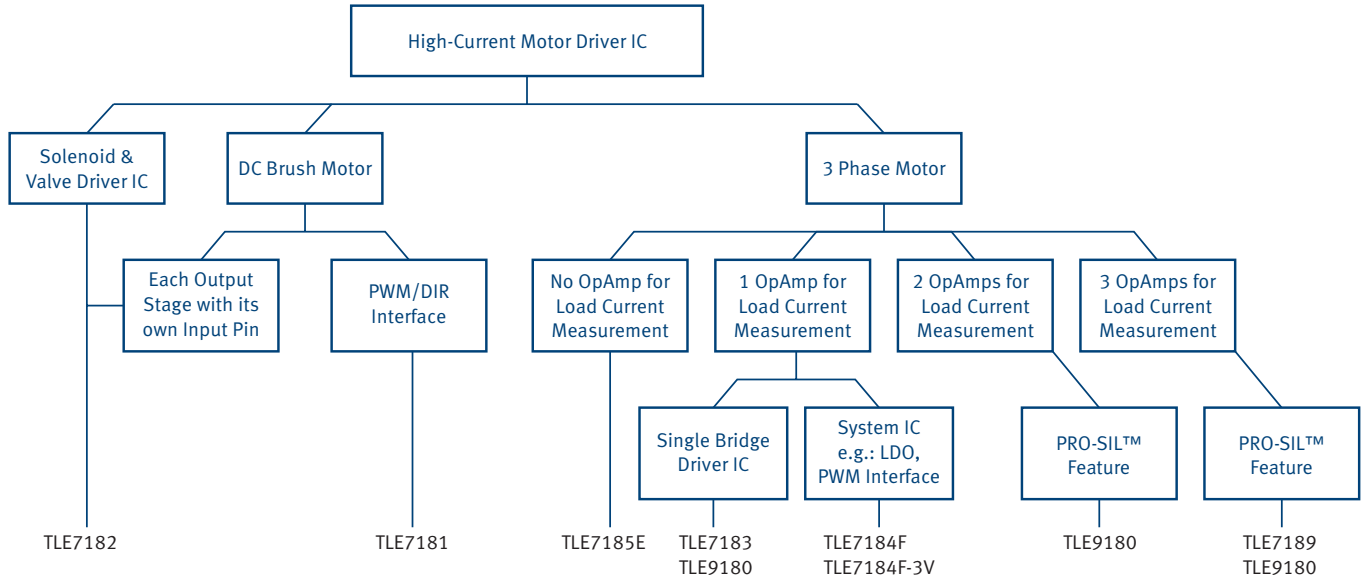 High-Current Motor Driver IC
Solenoid &
Valve Driver IC
DC Brush Motor
3 Phase Motor
Each Output
Stage with its
own Input Pin
PWM/DIR
Interface
No OpAmp for
Load Current
Measurement
1 OpAmp for
Load Current
Measurement
2 OpAmps for
Load Current
Measurement
3 OpAmps for
Load Current
Measurement
Single Bridge
Driver IC
System IC
e.g.: LDO,
PWM Interface
PRO-SIL™
Feature
PRO-SIL™
Feature
TLE7182
TLE7181
TLE7185E
TLE7183
TLE9180
TLE7184F
TLE7184F-3V
TLE9180
TLE7189
TLE9180